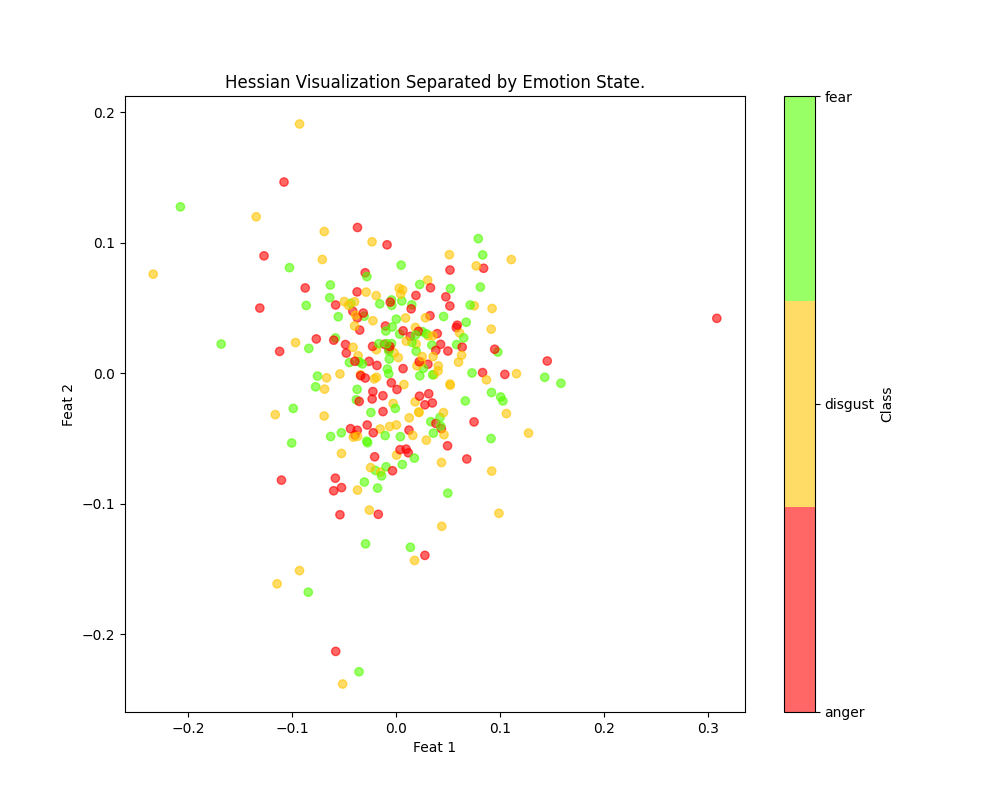 Hessian Visualization Separated by Emotion State.
0.2
0.1
0.0
−0.1
−0.2
Feat 2
−0.2
−0.1
0.0
0.1
0.2
0.3
Feat 1
fear
disgust
anger
Class